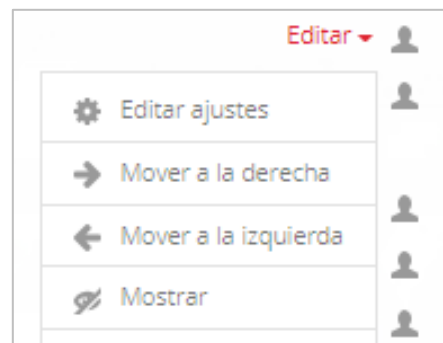 Editar
Editar ajustes
Mover a la derecha
Mover a la izquierda
Mostrar